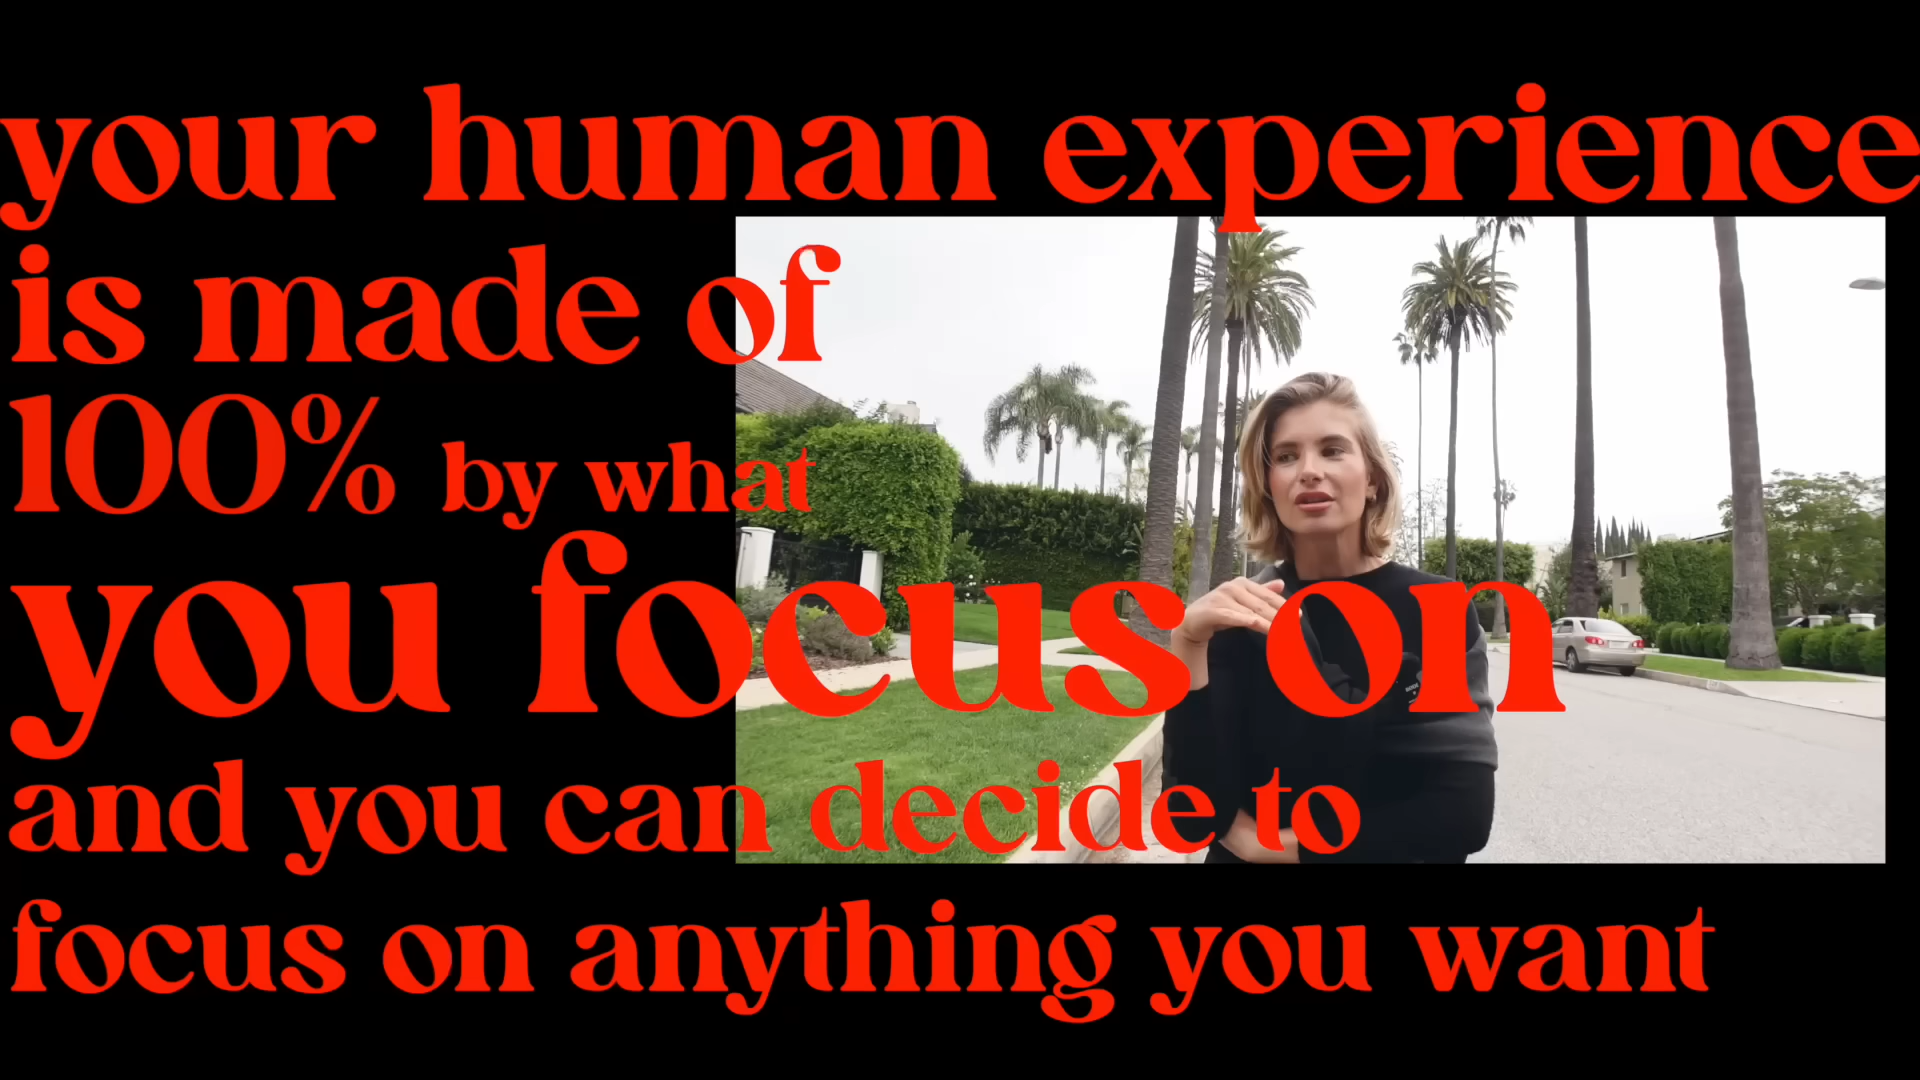 your human experience
is made of
100% by what
you focus on
and you can decide to
focus on anything you want